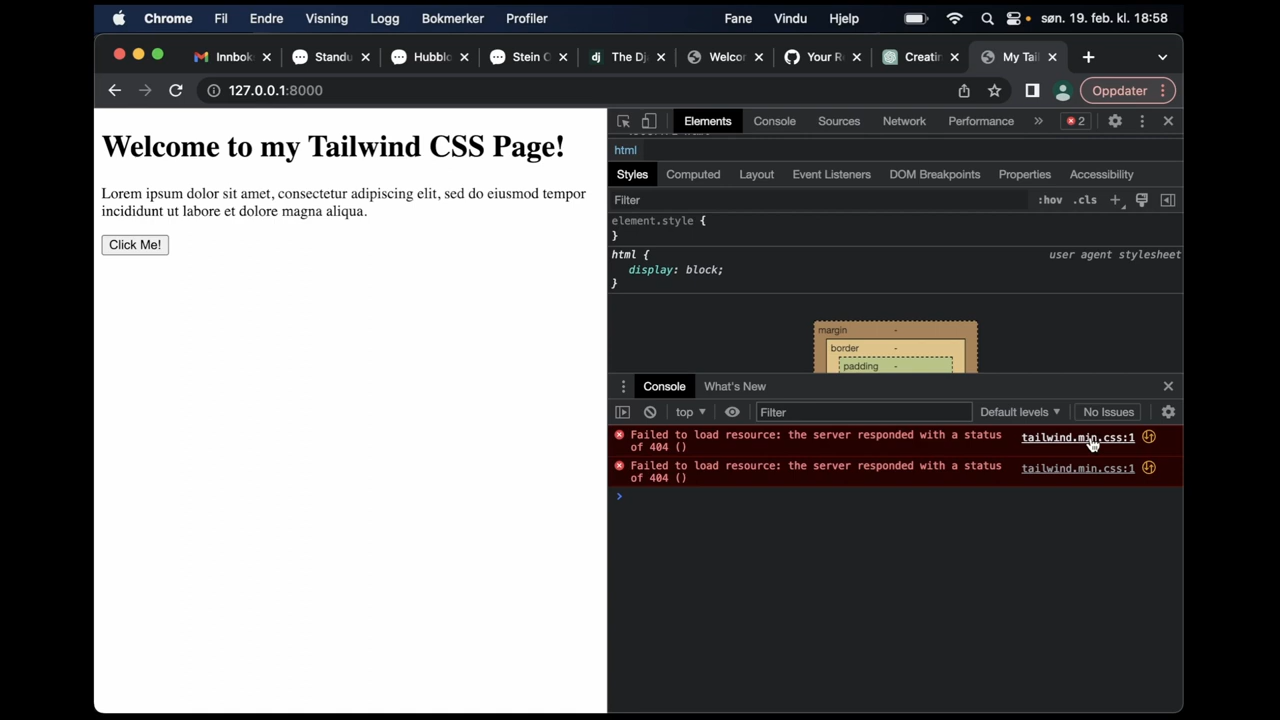 Chrome Fil Endre Visning Logg Bokmerker Profiler Fane Vindu Hjelp søn. 19. feb. kl. 18:58
Innbok Standu Hubblo Stein The Dj Welcor Your R Creatin My Tail
127.0.0.1:8000 Oppdater
Welcome to my Tailwind CSS Page!
Lorem ipsum dolor sit amet, consectetur adipiscing elit, sed do eiusmod tempor
incididunt ut labore et dolore magna aliqua.
Click Me!
Elements Console Sources Network Performance » 2
html
Styles Computed Layout Event Listeners DOM Breakpoints Properties Accessibility
Filter :hov .cls
element.style {
}
html { user agent stylesheet
display: block;
}
margin -
border -
padding -
Console What's New
top Filter Default levels No Issues
Failed to load resource: the server responded with a status tailwind.min.css:1
of 404 ()
Failed to load resource: the server responded with a status tailwind.min.css:1
of 404 ()